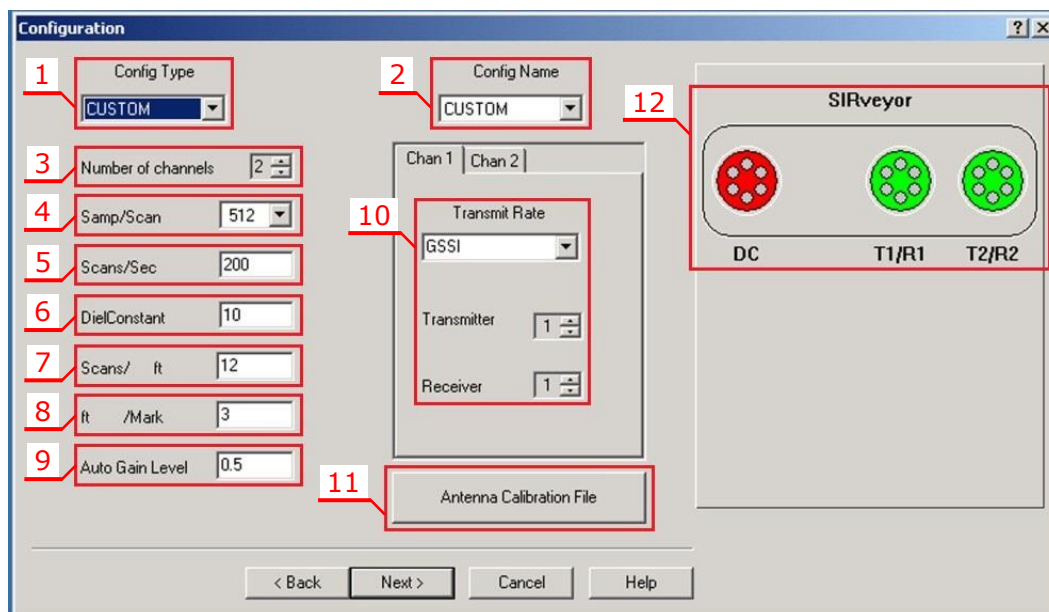 Configuration
1
Config Type
CUSTOM
2
Config Name
CUSTOM
3
Number of channels 2
4
Samp/Scan 512
5
Scans/Sec 200
6
DielConstant 10
7
Scans/ ft 12
8
ft /Mark 3
9
Auto Gain Level 0.5
Chan 1 Chan 2
10
Transmit Rate
GSSI
Transmitter 1
Receiver 1
11
Antenna Calibration File
12
SIRveyor
DC T1/R1 T2/R2
< Back Next > Cancel Help